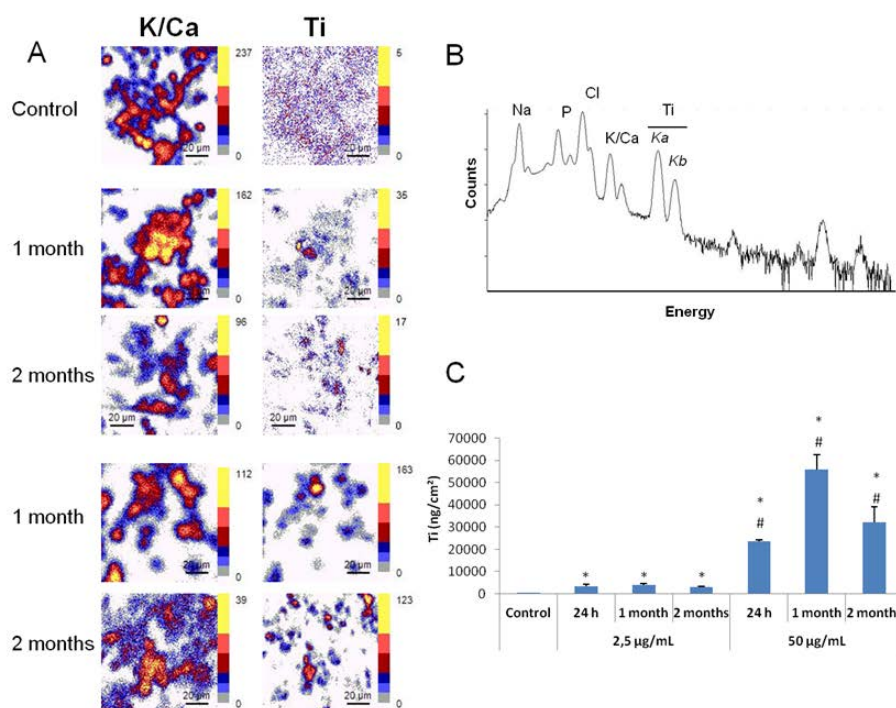 A
K/Ca
Ti
Control
237
0
20 µm
5
0
20 µm
1 month
162
0
20 µm
35
0
20 µm
2 months
96
0
20 µm
17
0
20 µm
1 month
112
0
20 µm
163
0
20 µm
2 months
39
0
20 µm
123
0
20 µm
B
Counts
Na
P
Cl
K/Ca
Ti
Ka
Kb
Energy
C
Ti (ng/cm²)
70000
60000
50000
40000
30000
20000
10000
0
*
*
*
*
#
*
#
*
#
Control
24 h
1 month
2 months
24 h
1 month
2 month
2,5 µg/mL
50 µg/mL